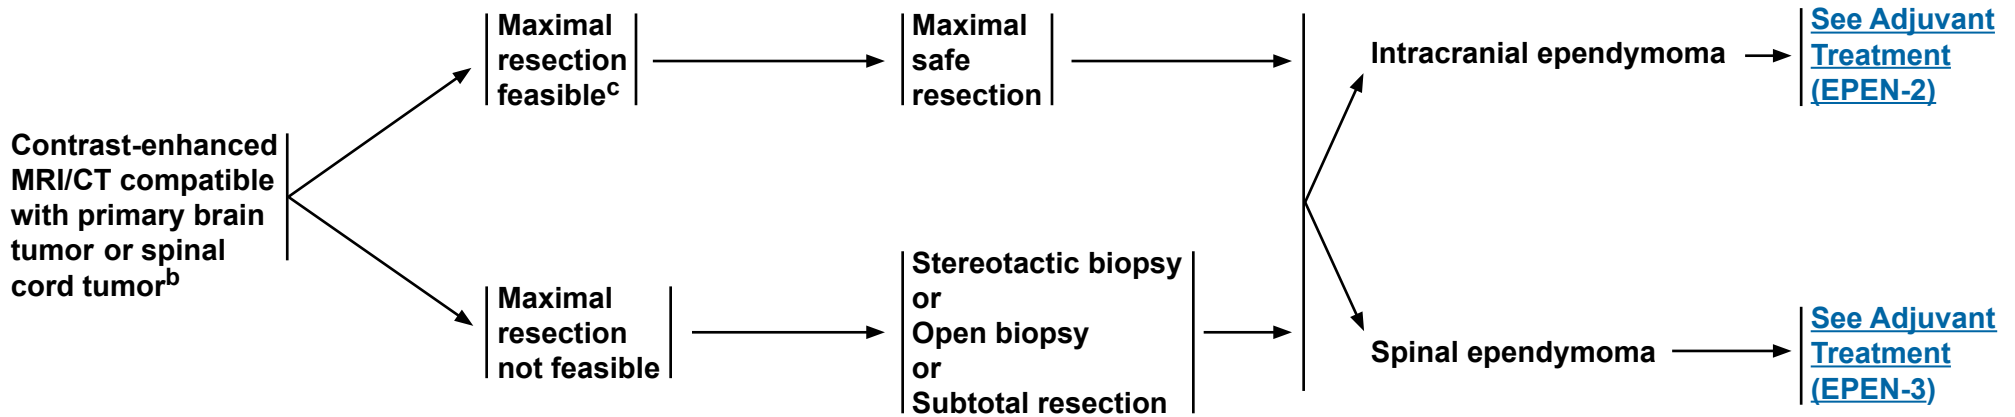 Contrast-enhanced
MRI/CT compatible
with primary brain
tumor or spinal
cord tumorb
Maximal
resection
feasiblec
Maximal
safe
resection
Maximal
resection
not feasible
Stereotactic biopsy
or
Open biopsy
or
Subtotal resection
Intracranial ependymoma
See Adjuvant
Treatment
(EPEN-2)
Spinal ependymoma
See Adjuvant
Treatment
(EPEN-3)